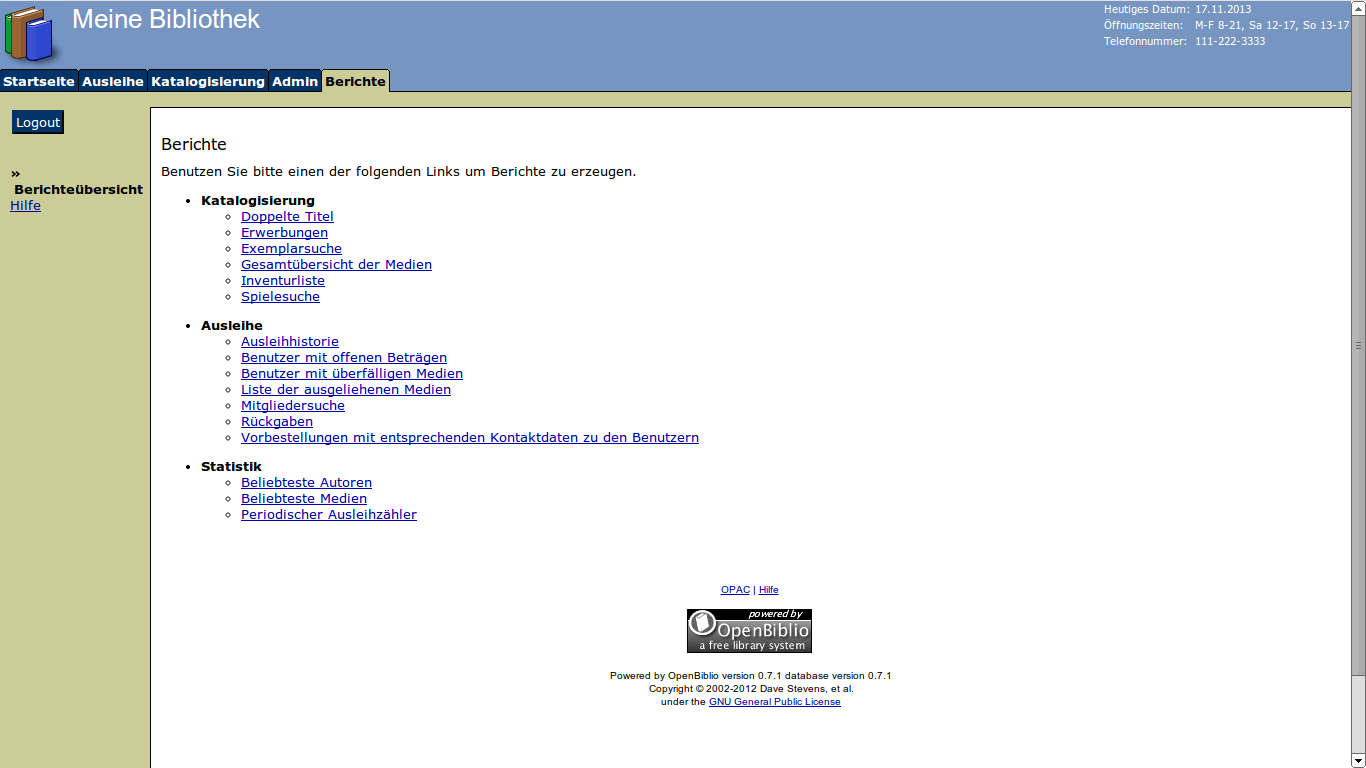 Meine Bibliothek
Heutiges Datum: 17.11.2013
Öffnungszeiten: M-F 8-21, Sa 12-17, So 13-17
Telefonnummer: 111-222-3333
Startseite Ausleihe Katalogisierung Admin Berichte
Logout
»
Berichteübersicht
Hilfe
Berichte
Benutzen Sie bitte einen der folgenden Links um Berichte zu erzeugen.
Katalogisierung
Doppelte Titel
Erwerbungen
Exemplarsuche
Gesamtübersicht der Medien
Inventurliste
Spielesuche
Ausleihe
Ausleihhistorie
Benutzer mit offenen Beträgen
Benutzer mit überfälligen Medien
Liste der ausgeliehenen Medien
Mitgliedersuche
Rückgaben
Vorbestellungen mit entsprechenden Kontaktdaten zu den Benutzern
Statistik
Beliebteste Autoren
Beliebteste Medien
Periodischer Ausleihzähler
OPAC | Hilfe
powered by
OpenBiblio
a free library system
Powered by OpenBiblio version 0.7.1 database version 0.7.1
Copyright © 2002-2012 Dave Stevens, et al.
under the GNU General Public License